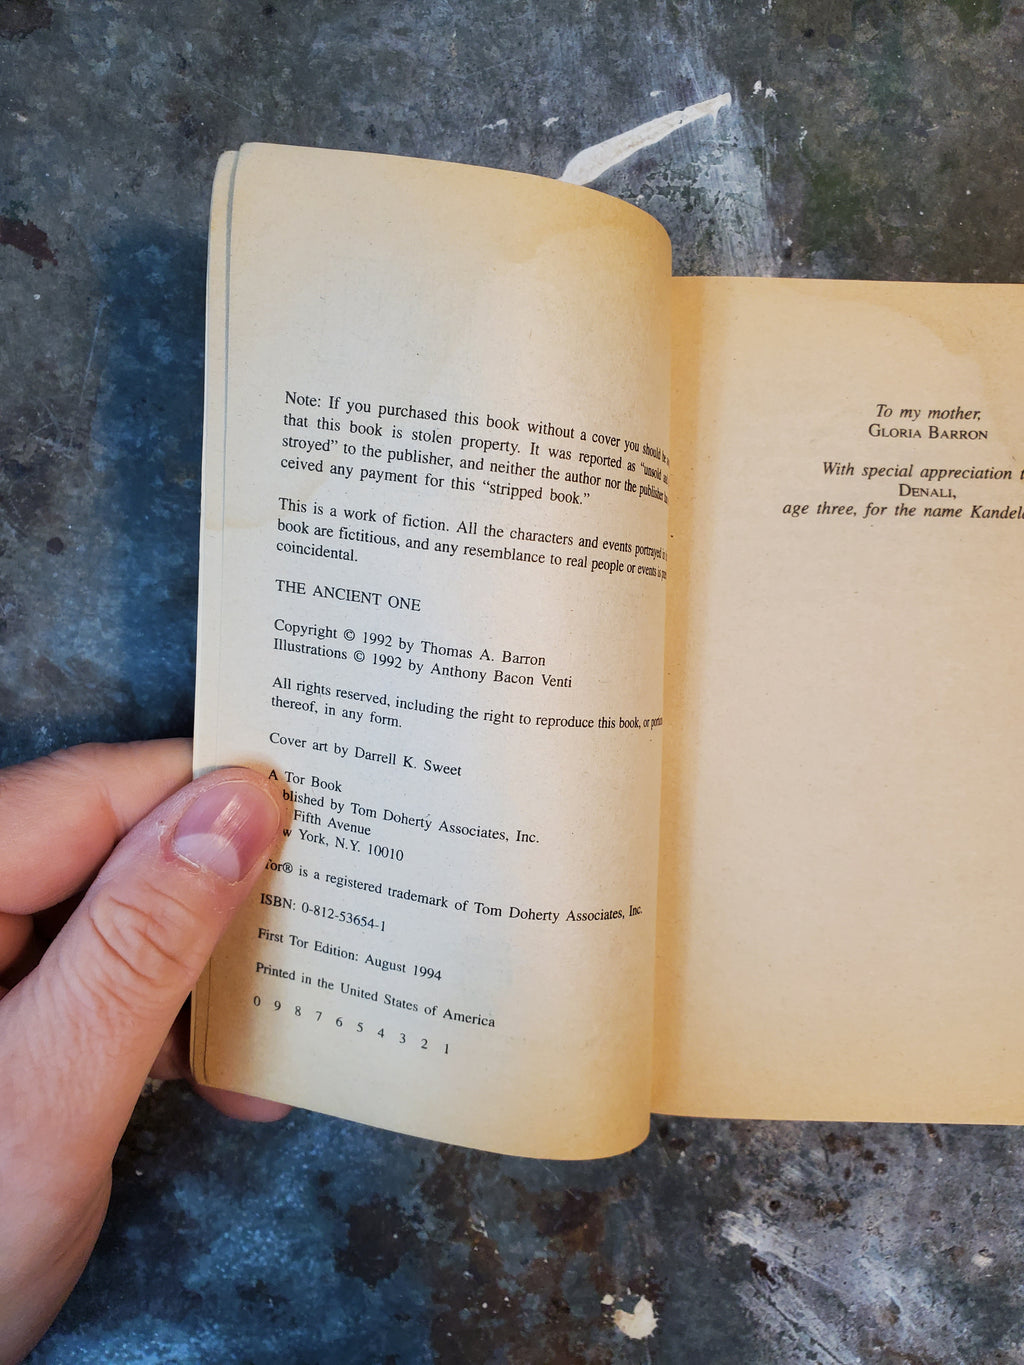 Note: If you purchased this book without a cover you should be
that this book is stolen property. It was reported as "unsold
stroyed" to the publisher, and neither the author nor the publisher
ceived any payment for this "stripped book."
This is a work of fiction. All the characters and events portrayed
book are fictitious, and any resemblance to real people or events is
coincidental.
THE ANCIENT ONE
Copyright © 1992 by Thomas A. Barron
Illustrations © 1992 by Anthony Bacon Venti
All rights reserved, including the right to reproduce this book, or
thereof, in any form.
Cover art by Darrell K. Sweet
A Tor Book
blished by Tom Doherty Associates, Inc.
Fifth Avenue
w York, N.Y. 10010
Tor® is a registered trademark of Tom Doherty Associates, Inc.
ISBN: 0-812-53654-1
First Tor Edition: August 1994
Printed in the United States of America
0 9 8 7 6 5 4 3 2 1
To my mother,
GLORIA BARRON
With special appreciation
DENALI,
age three, for the name Kandel